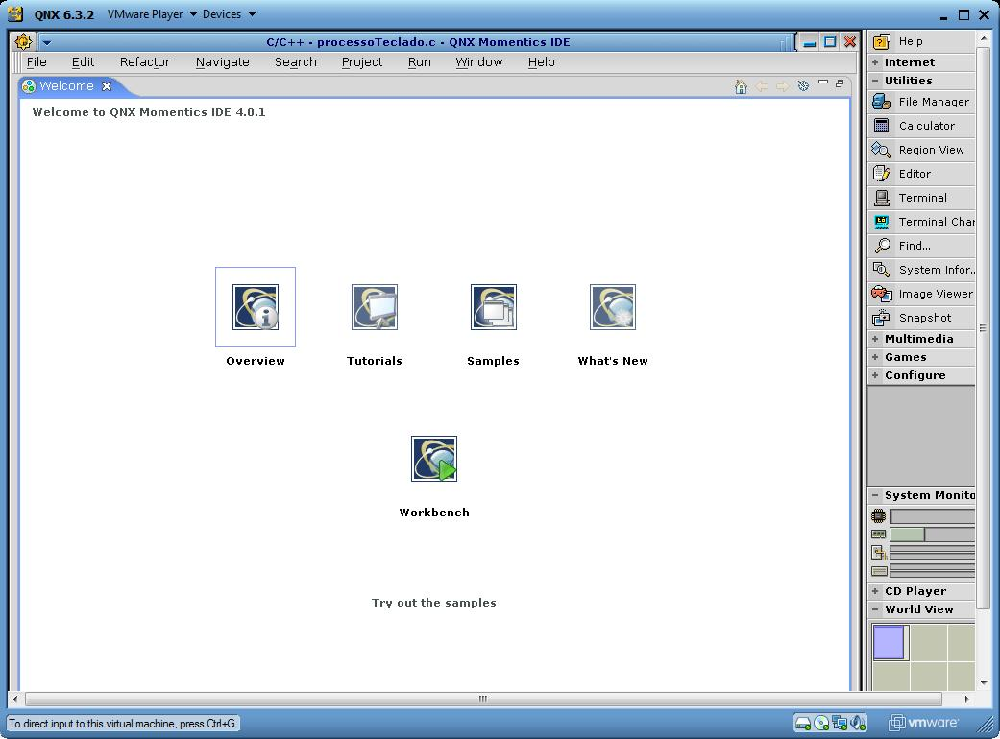 QNX 6.3.2 VMware Player Devices
C/C++ - processoTeclado.c - QNX Momentics IDE
File Edit Refactor Navigate Search Project Run Window Help
Welcome
Welcome to QNX Momentics IDE 4.0.1
Overview Tutorials Samples What's New
Workbench
Try out the samples
Help
+ Internet
- Utilities
File Manager
Calculator
Region View
Editor
Terminal
Terminal Char
Find...
System Infor..
Image Viewer
Snapshot
+ Multimedia
+ Games
+ Configure
- System Monito
+ CD Player
- World View
To direct input to this virtual machine, press Ctrl+G.
vmware